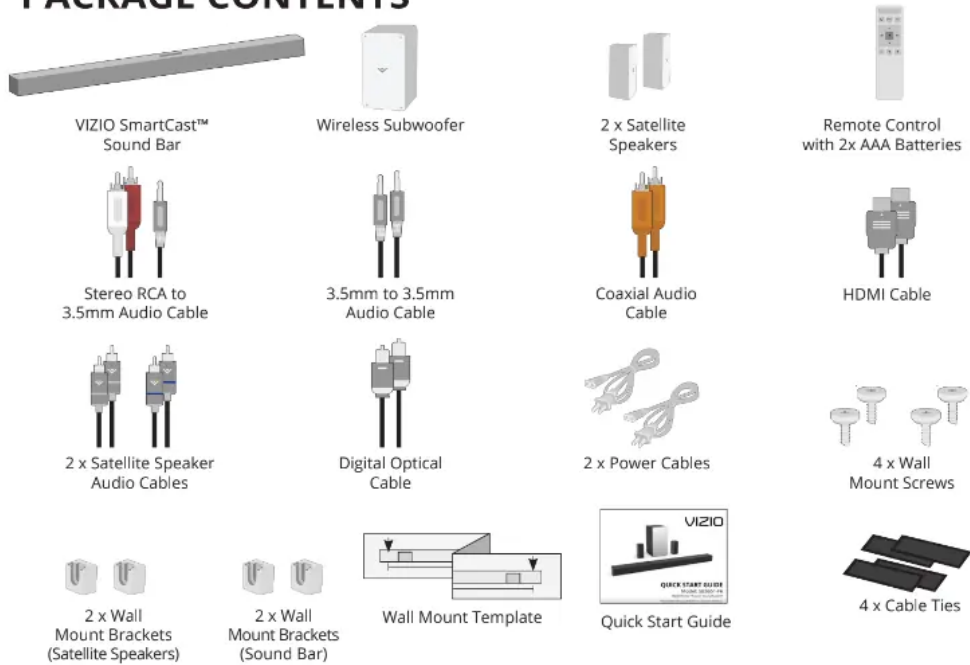 PACKAGE CONTENTS
VIZIO SmartCast™
Sound Bar
Wireless Subwoofer
2 x Satellite
Speakers
Remote Control
with 2x AAA Batteries
Stereo RCA to
3.5mm Audio Cable
3.5mm to 3.5mm
Audio Cable
Coaxial Audio
Cable
HDMI Cable
2 x Satellite Speaker
Audio Cables
Digital Optical
Cable
2 x Power Cables
4 x Wall
Mount Screws
2 x Wall
Mount Brackets
(Satellite Speakers)
2 x Wall
Mount Brackets
(Sound Bar)
Wall Mount Template
VIZIO
QUICK START GUIDE
Quick Start Guide
4 x Cable Ties